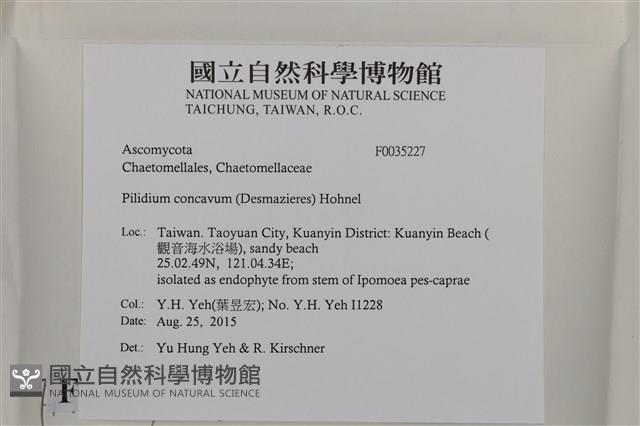 國立自然科學博物館
NATIONAL MUSEUM OF NATURAL SCIENCE
TAICHUNG, TAIWAN, R.O.C.
Ascomycota F0035227
Chaetomellales, Chaetomellaceae
Pilidium concavum (Desmazieres) Hohnel
Loc.: Taiwan. Taoyuan City, Kuanyin District: Kuanyin Beach (
觀音海水浴場), sandy beach
25.02.49N, 121.04.34E;
isolated as endophyte from stem of Ipomoea pes-caprae
Col.: Y.H. Yeh(葉昱宏); No. Y.H. Yeh I1228
Date: Aug. 25, 2015
Det.: Yu Hung Yeh & R. Kirschner
國立自然科學博物館
NATIONAL MUSEUM OF NATURAL SCIENCE
F